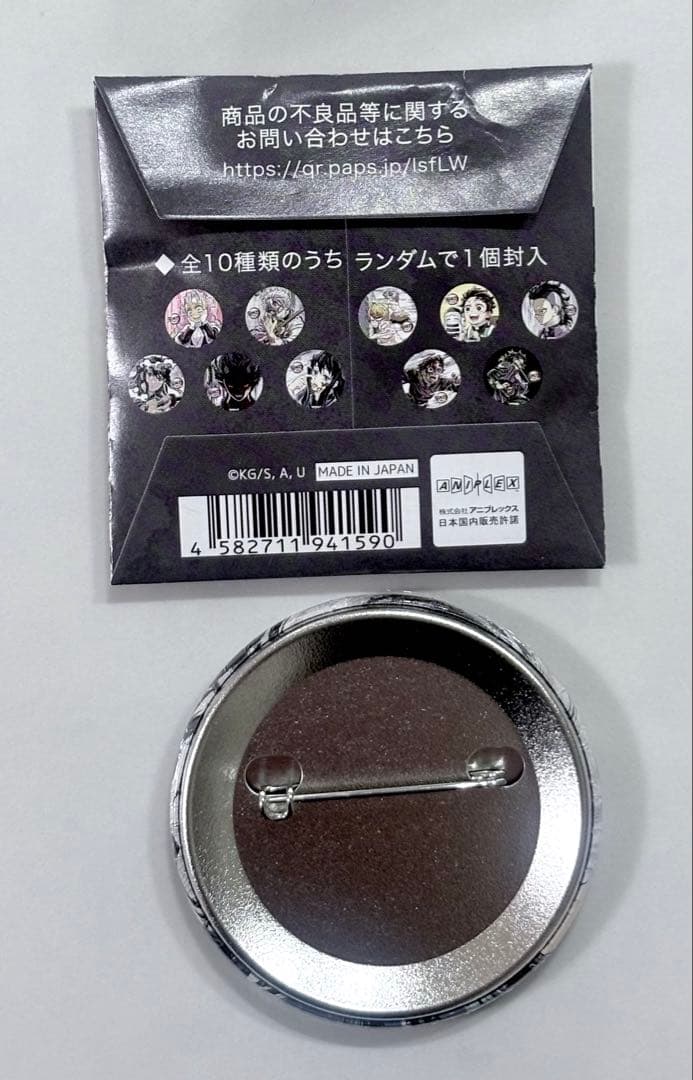 商品の不良品等に関する
お問い合わせはこちら
https://qr.paps.jp/IsfLW
◆全10種類のうち ランダムで1個封入
©KG/S, A, U MADE IN JAPAN
ANIPLEX
株式会社アニプレックス
日本国内販売許諾
4 582711 941590